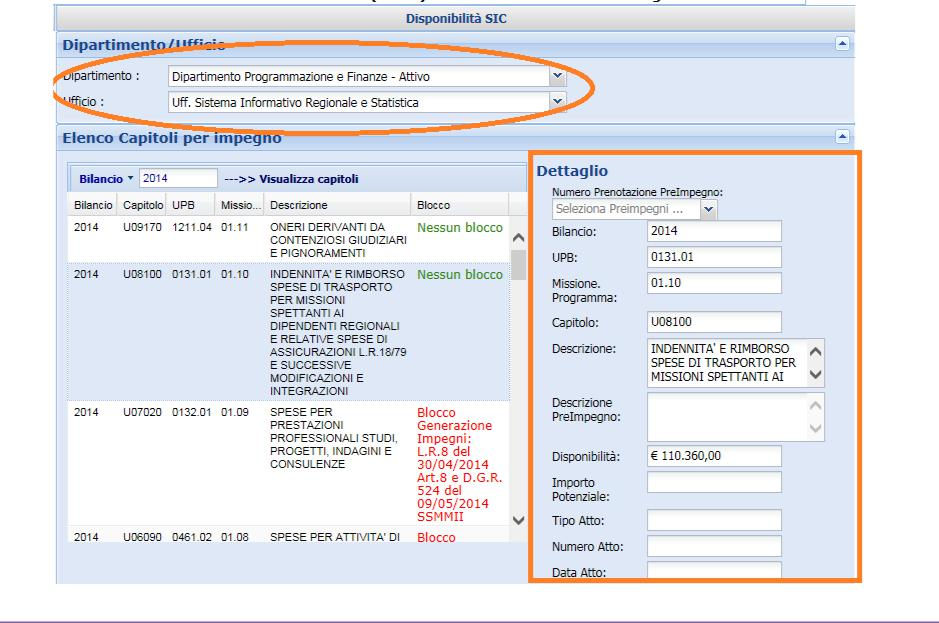 Disponibilità SIC
Dipartimento/Ufficio
Dipartimento : Dipartimento Programmazione e Finanze - Attivo
Ufficio : Uff. Sistema Informativo Regionale e Statistica
Elenco Capitoli per impegno
Bilancio 2014 --->> Visualizza capitoli
Bilancio Capitolo UPB Missio... Descrizione Blocco
2014 U09170 1211.04 01.11 ONERI DERIVANTI DA Nessun blocco
CONTENZIOSI GIUDIZIARI
E PIGNORAMENTI
2014 U08100 0131.01 01.10 INDENNITA' E RIMBORSO Nessun blocco
SPESE DI TRASPORTO
PER MISSIONI
SPETTANTI AI
DIPENDENTI REGIONALI
E RELATIVE SPESE DI
ASSICURAZIONI L.R.18/79
E SUCCESSIVE
MODIFICAZIONI E
INTEGRAZIONI
2014 U07020 0132.01 01.09 SPESE PER Blocco
PRESTAZIONI Generazione
PROFESSIONALI STUDI, Impegni:
PROGETTI, INDAGINI E L.R.8 del
CONSULENZE 30/04/2014
Art.8 e D.G.R.
524 del
09/05/2014
SSMMII
2014 U06090 0461.02 01.08 SPESE PER ATTIVITA' DI Blocco
Dettaglio
Numero Prenotazione PreImpegno:
Seleziona Preimpegni ...
Bilancio: 2014
UPB: 0131.01
Missione. 01.10
Programma:
Capitolo: U08100
Descrizione: INDENNITA' E RIMBORSO
SPESE DI TRASPORTO PER
MISSIONI SPETTANTI AI
Descrizione
PreImpegno:
Disponibilità: € 110.360,00
Importo
Potenziale:
Tipo Atto:
Numero Atto:
Data Atto: